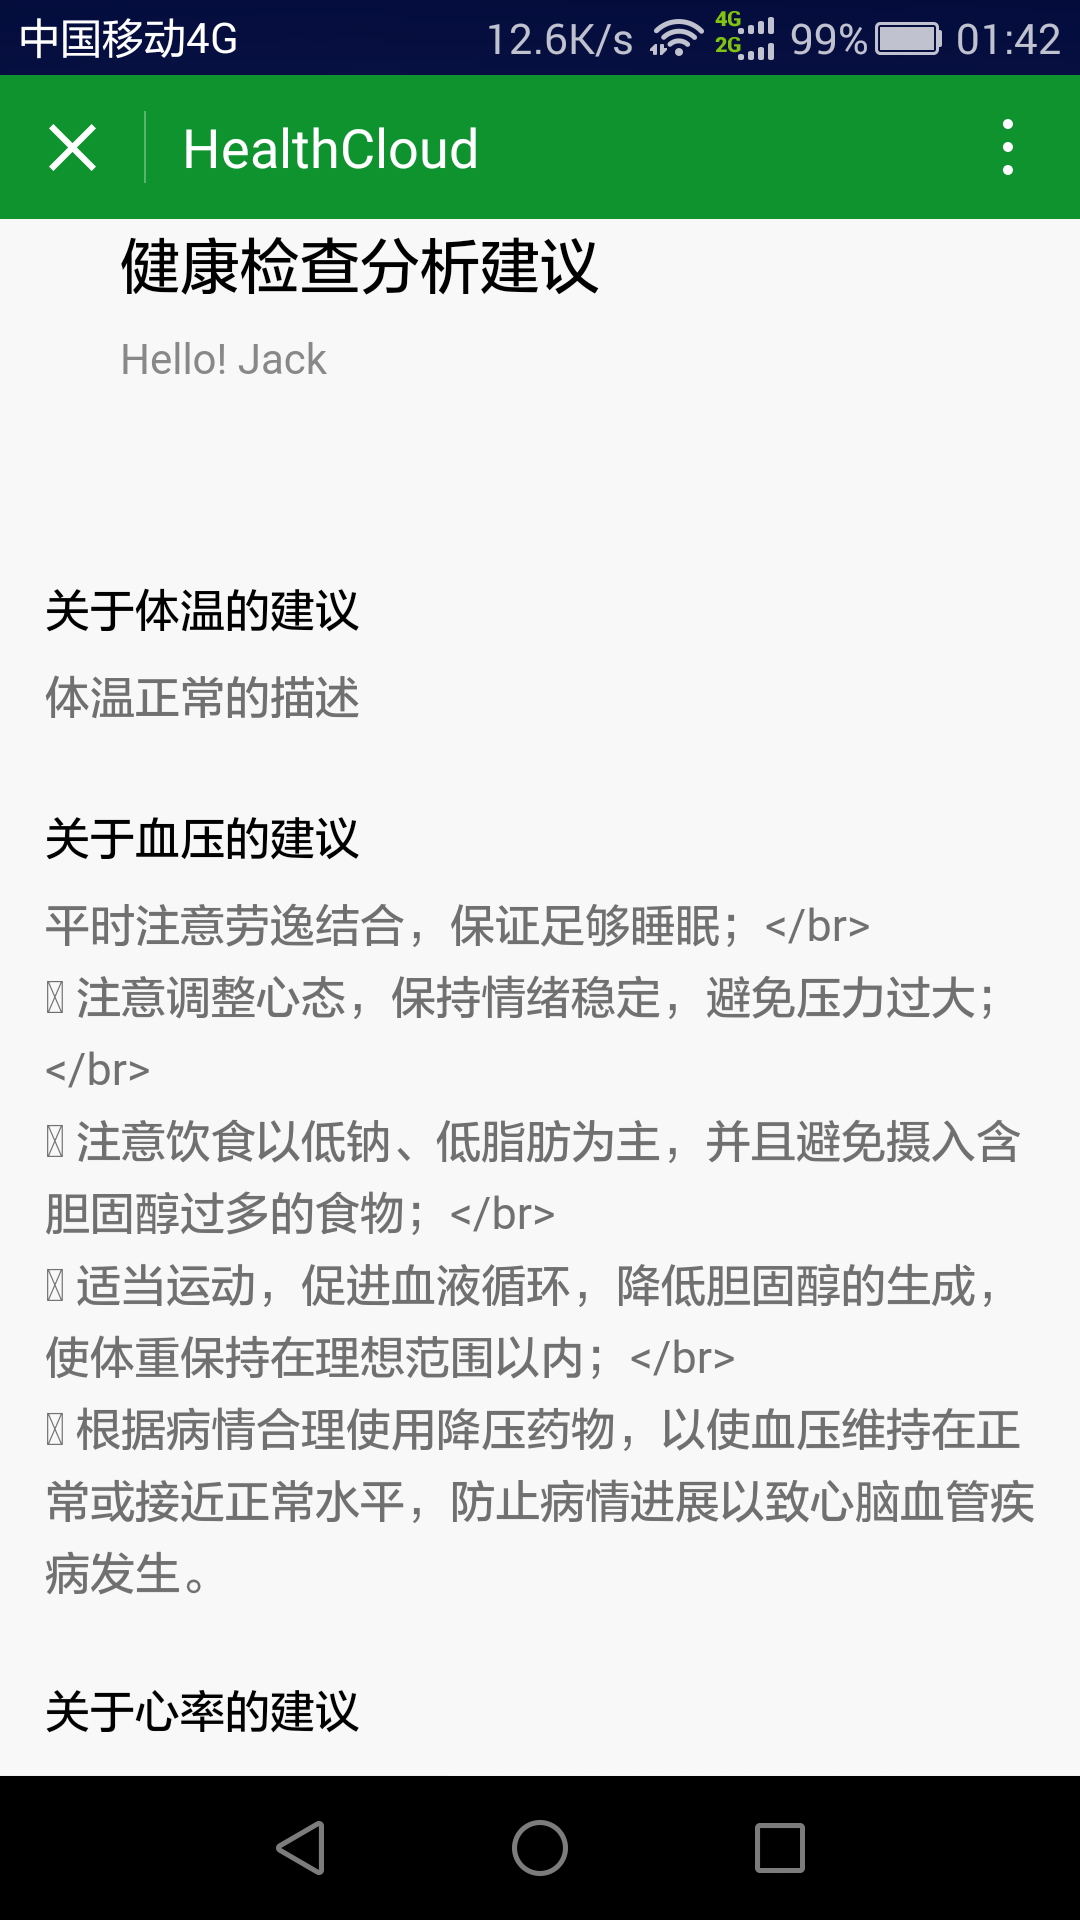 中国移动4G 12.6K/s 4G 2G 99% 01:42
HealthCloud
健康检查分析建议
Hello! Jack
关于体温的建议
体温正常的描述
关于血压的建议
平时注意劳逸结合，保证足够睡眠；</br>
注意调整心态，保持情绪稳定，避免压力过大；
</br>
注意饮食以低钠、低脂肪为主，并且避免摄入含
胆固醇过多的食物；</br>
适当运动，促进血液循环，降低胆固醇的生成，
使体重保持在理想范围以内；</br>
根据病情合理使用降压药物，以使血压维持在正
常或接近正常水平，防止病情进展以致心脑血管疾
病发生。
关于心率的建议